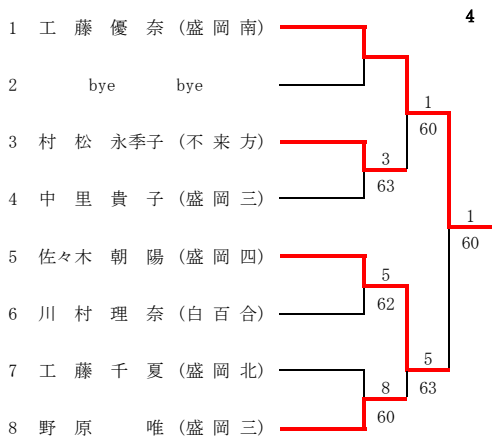 4
1 工 藤 優 奈 (盛 岡 南)
2 bye bye
1
60
3 村 松 永季子 (不 来 方)
3
63
4 中 里 貴 子 (盛 岡 三)
1
60
5 佐々木 朝 陽 (盛 岡 四)
5
62
6 川 村 理 奈 (白 百 合)
5
63
7 工 藤 千 夏 (盛 岡 北)
8
60
8 野 原 唯 (盛 岡 三)